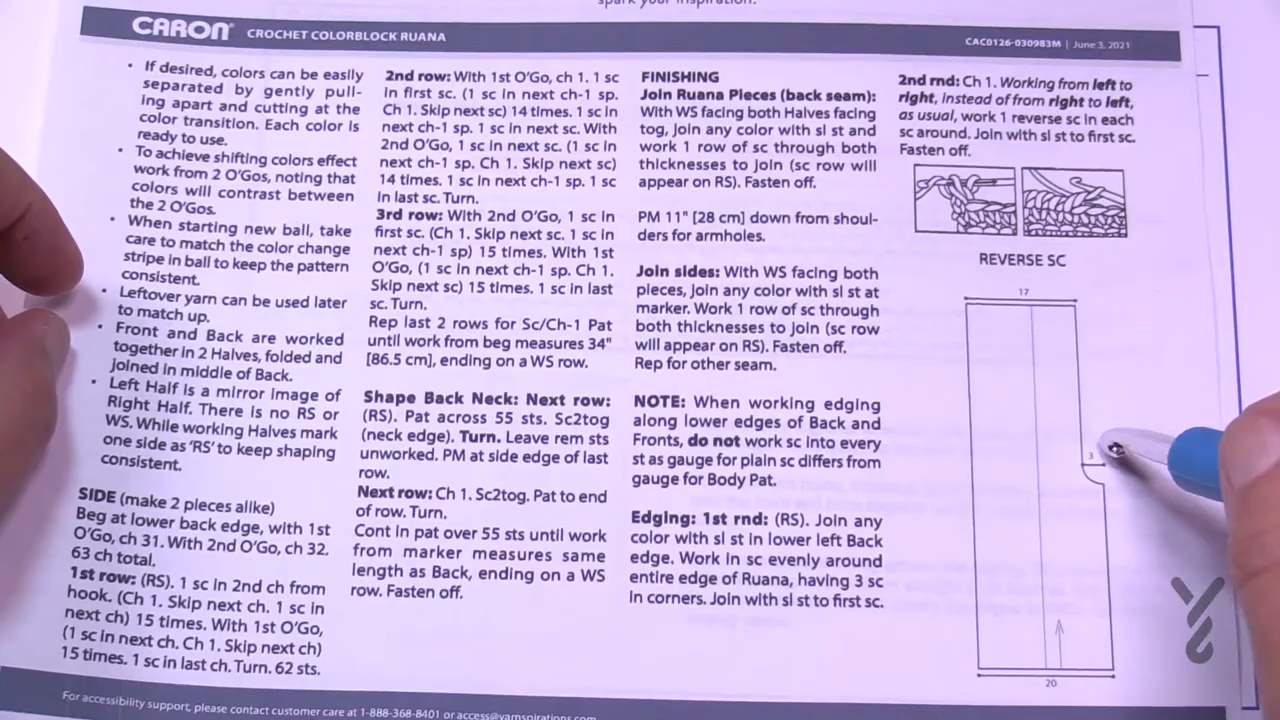 spark your inspiration.
CARON® CROCHET COLORBLOCK RUANA
CAC0126-030983M | June 3, 2021
• If desired, colors can be easily
separated by gently pull-
ing apart and cutting at the
color transition. Each color is
ready to use.
• To achieve shifting colors effect
work from 2 O'Gos, noting that
colors will contrast between
the 2 O'Gos.
• When starting new ball, take
care to match the color change
stripe in ball to keep the pattern
consistent.
• Leftover yarn can be used later
to match up.
• Front and Back are worked
together in 2 Halves, folded and
joined in middle of Back.
• Left Half is a mirror image of
Right Half. There is no RS or
WS. While working Halves mark
one side as 'RS' to keep shaping
consistent.
SIDE (make 2 pieces alike)
Beg at lower back edge, with 1st
O'Go, ch 31. With 2nd O'Go, ch 32.
63 ch total.
1st row: (RS). 1 sc in 2nd ch from
hook. (Ch 1. Skip next ch. 1 sc in
next ch) 15 times. With 1st O'Go,
(1 sc in next ch. Ch 1. Skip next ch)
15 times. 1 sc in last ch. Turn. 62 sts.
2nd row: With 1st O'Go, ch 1. 1 sc
in first sc. (1 sc in next ch-1 sp.
Ch 1. Skip next sc) 14 times. 1 sc in
next ch-1 sp. 1 sc in next sc. With
2nd O'Go, 1 sc in next sc. (1 sc in
next ch-1 sp. Ch 1. Skip next sc)
14 times. 1 sc in next ch-1 sp. 1 sc
in last sc. Turn.
3rd row: With 2nd O'Go, 1 sc in
first sc. (Ch 1. Skip next sc. 1 sc in
next ch-1 sp) 15 times. With 1st
O'Go, (1 sc in next ch-1 sp. Ch 1.
Skip next sc) 15 times. 1 sc in last
sc. Turn.
Rep last 2 rows for Sc/Ch-1 Pat
until work from beg measures 34"
[86.5 cm], ending on a WS row.
Shape Back Neck: Next row:
(RS). Pat across 55 sts. Sc2tog
(neck edge). Turn. Leave rem sts
unworked. PM at side edge of last
row.
Next row: Ch 1. Sc2tog. Pat to end
of row. Turn.
Cont in pat over 55 sts until work
from marker measures same
length as Back, ending on a WS
row. Fasten off.
FINISHING
Join Ruana Pieces (back seam):
With WS facing both Halves facing
tog, join any color with sl st and
work 1 row of sc through both
thicknesses to join (sc row will
appear on RS). Fasten off.
PM 11" [28 cm] down from shoul-
ders for armholes.
Join sides: With WS facing both
pieces, join any color with sl st at
marker. Work 1 row of sc through
both thicknesses to join (sc row
will appear on RS). Fasten off.
Rep for other seam.
NOTE: When working edging
along lower edges of Back and
Fronts, do not work sc into every
st as gauge for plain sc differs from
gauge for Body Pat.
Edging: 1st rnd: (RS). Join any
color with sl st in lower left Back
edge. Work in sc evenly around
entire edge of Ruana, having 3 sc
in corners. Join with sl st to first sc.
2nd rnd: Ch 1. Working from left to
right, instead of from right to left,
as usual, work 1 reverse sc in each
sc around. Join with sl st to first sc.
Fasten off.
REVERSE SC
17
3
20
For accessibility support, please contact customer care at 1-888-368-8401 or access@yarnspirations.com